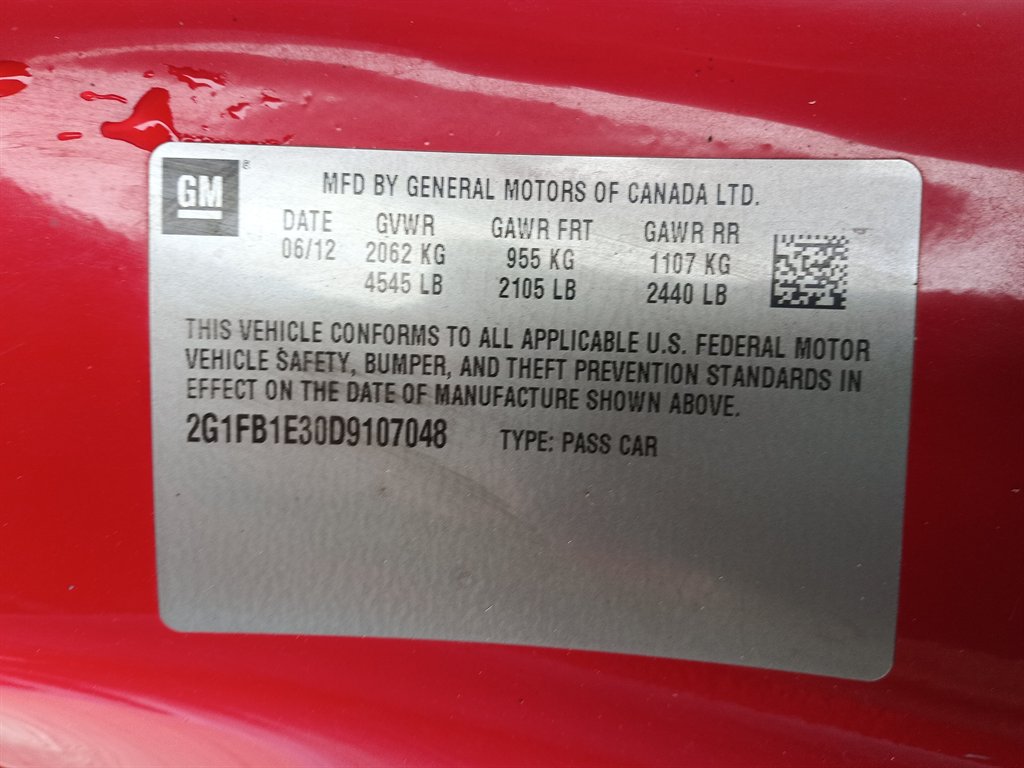 GM ®
MFD BY GENERAL MOTORS OF CANADA LTD.
DATE GVWR GAWR FRT GAWR RR
06/12 2062 KG 955 KG 1107 KG
4545 LB 2105 LB 2440 LB
THIS VEHICLE CONFORMS TO ALL APPLICABLE U.S. FEDERAL MOTOR
VEHICLE SAFETY, BUMPER, AND THEFT PREVENTION STANDARDS IN
EFFECT ON THE DATE OF MANUFACTURE SHOWN ABOVE.
2G1FB1E30D9107048 TYPE: PASS CAR